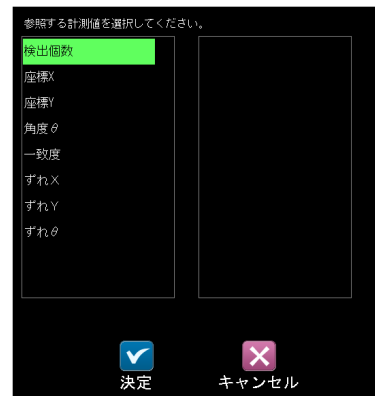 参照する計測値を選択してください。
検出個数
座標X
座標Y
角度θ
一致度
ずれX
ずれY
ずれθ
決定
キャンセル